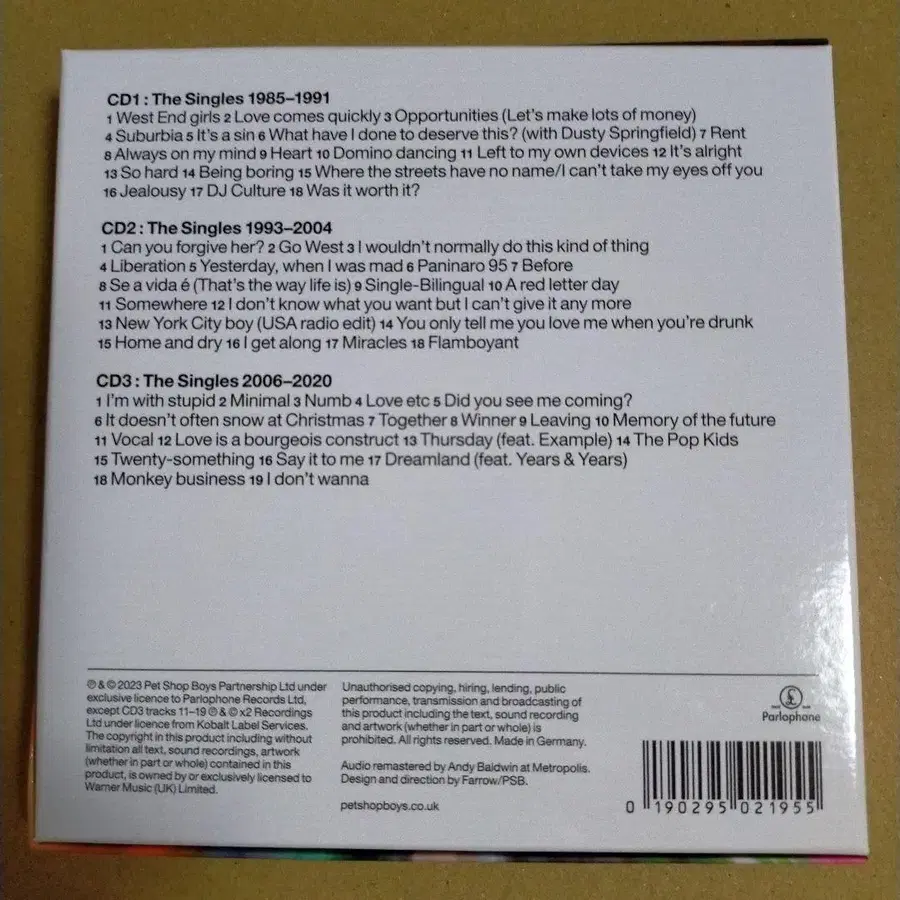 CD1 : The Singles 1985–1991
1 West End girls 2 Love comes quickly 3 Opportunities (Let's make lots of money)
4 Suburbia 5 It's a sin 6 What have I done to deserve this? (with Dusty Springfield) 7 Rent
8 Always on my mind 9 Heart 10 Domino dancing 11 Left to my own devices 12 It's alright
13 So hard 14 Being boring 15 Where the streets have no name/I can't take my eyes off you
16 Jealousy 17 DJ Culture 18 Was it worth it?
CD2 : The Singles 1993–2004
1 Can you forgive her? 2 Go West 3 I wouldn't normally do this kind of thing
4 Liberation 5 Yesterday, when I was mad 6 Paninaro 95 7 Before
8 Se a vida é (That's the way life is) 9 Single-Bilingual 10 A red letter day
11 Somewhere 12 I don't know what you want but I can't give it any more
13 New York City boy (USA radio edit) 14 You only tell me you love me when you're drunk
15 Home and dry 16 I get along 17 Miracles 18 Flamboyant
CD3 : The Singles 2006–2020
1 I'm with stupid 2 Minimal 3 Numb 4 Love etc 5 Did you see me coming?
6 It doesn't often snow at Christmas 7 Together 8 Winner 9 Leaving 10 Memory of the future
11 Vocal 12 Love is a bourgeois construct 13 Thursday (feat. Example) 14 The Pop Kids
15 Twenty-something 16 Say it to me 17 Dreamland (feat. Years & Years)
18 Monkey business 19 I don't wanna
℗ & © 2023 Pet Shop Boys Partnership Ltd under
exclusive licence to Parlophone Records Ltd,
except CD3 tracks 11–19 ℗ & © x2 Recordings
Ltd under licence from Kobalt Label Services.
The copyright in this product including without
limitation all text, sound recordings, artwork
(whether in part or whole) contained in this
product, is owned by or exclusively licensed to
Warner Music (UK) Limited.
Unauthorised copying, hiring, lending, public
performance, transmission and broadcasting of
this product including the text, sound recording
and artwork (whether in part or whole) is
prohibited. All rights reserved. Made in Germany.
Audio remastered by Andy Baldwin at Metropolis.
Design and direction by Farrow/PSB.
petshopboys.co.uk
£
Parlophone
0 190295 021955